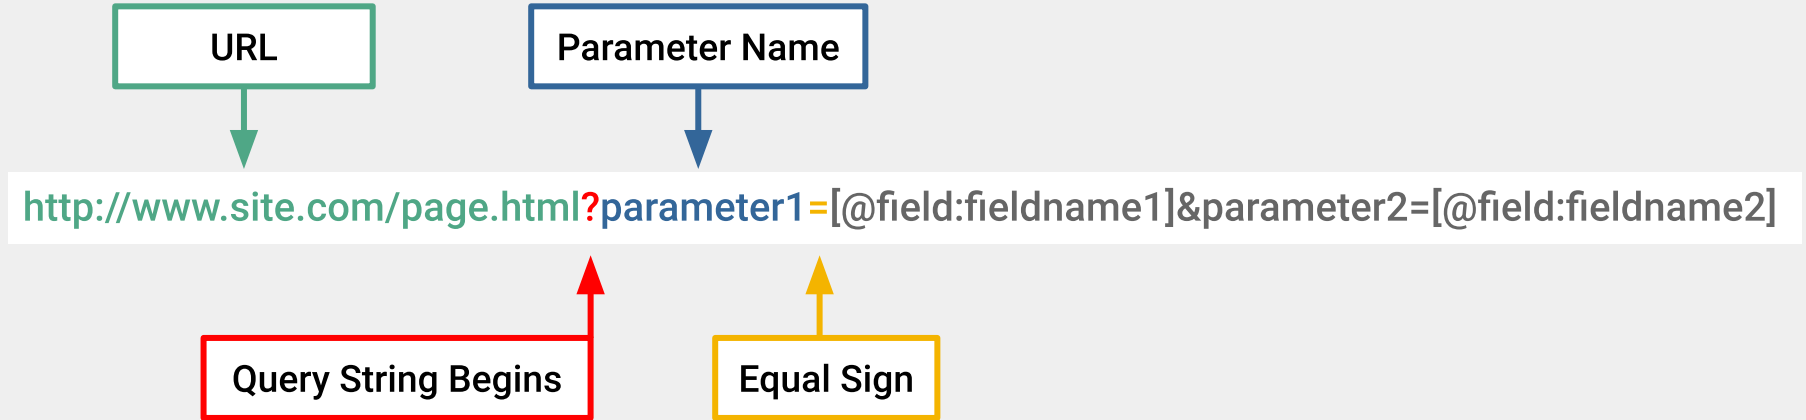 URL
Parameter Name
http://www.site.com/page.html?parameter1=[@field:fieldname1]&parameter2=[@field:fieldname2]
Query String Begins
Equal Sign